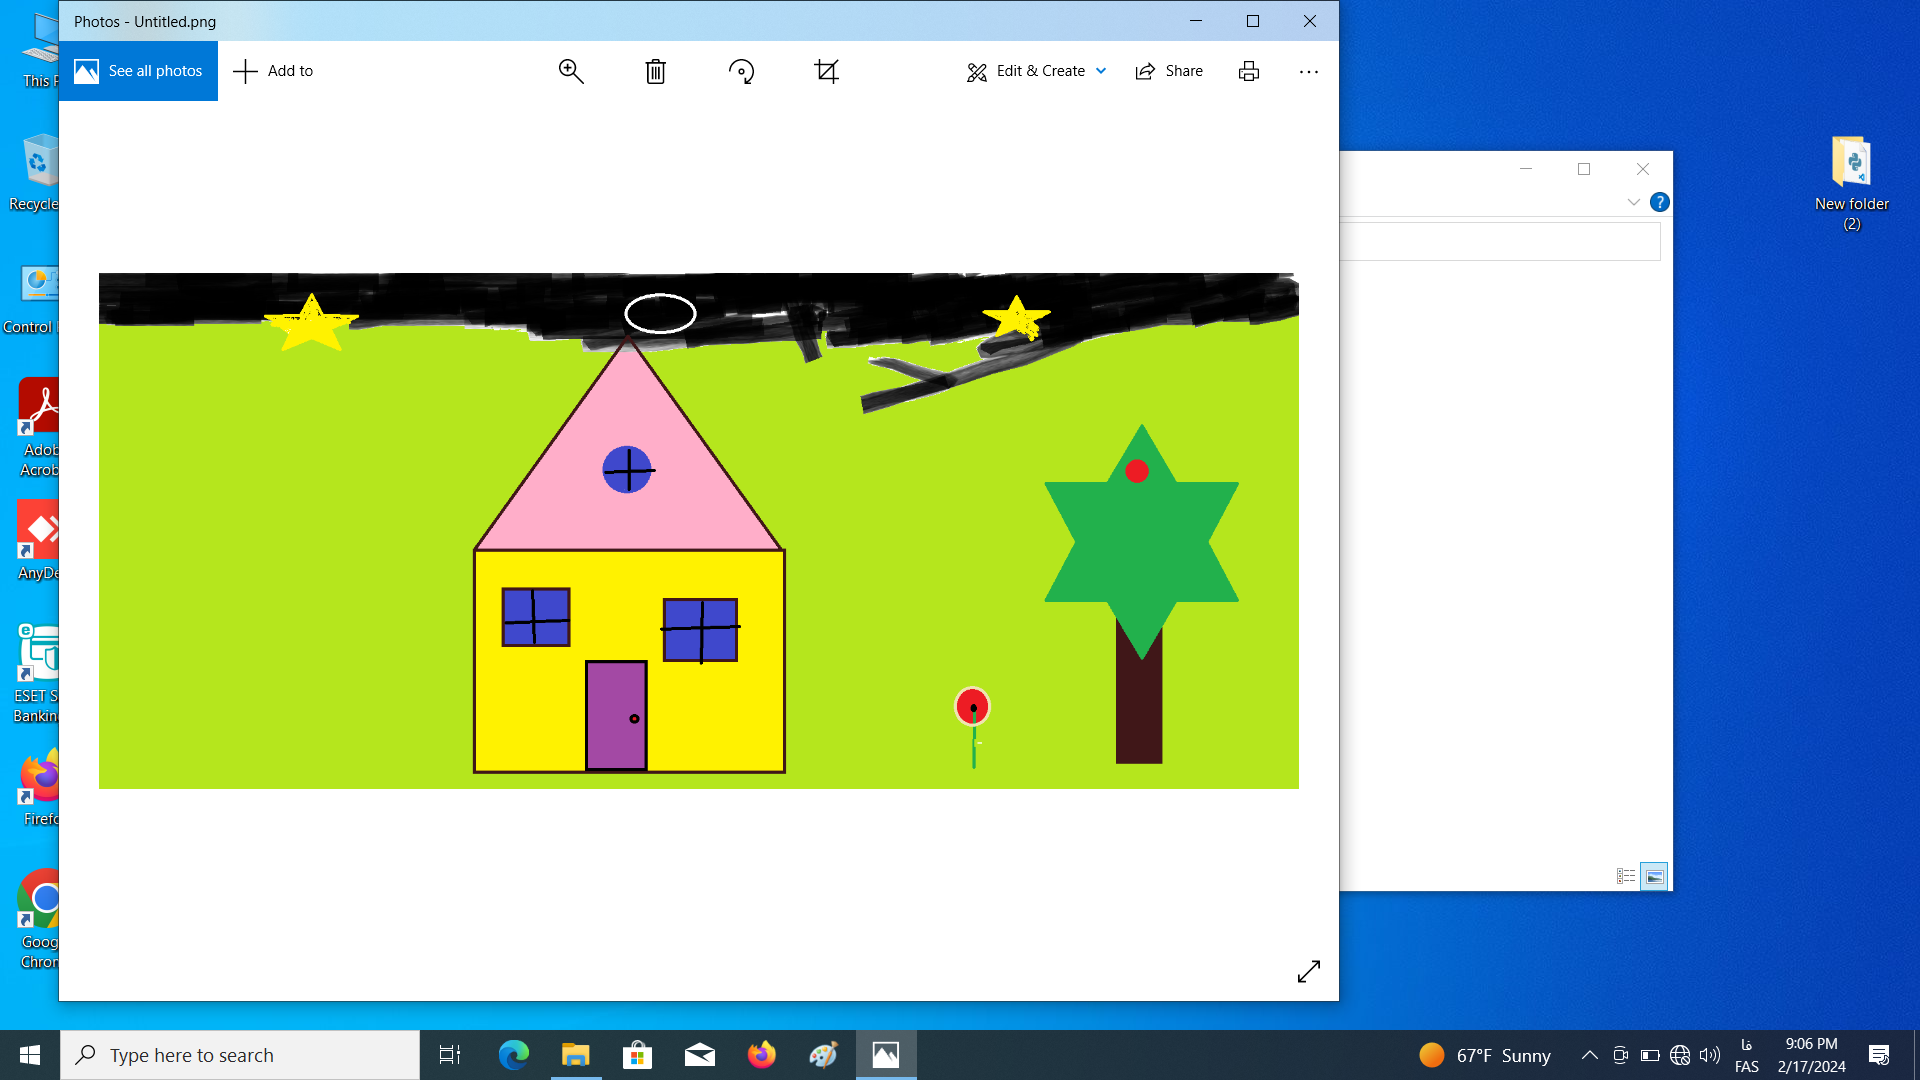 Photos - Untitled.png
See all photos
Add to
Edit & Create
Share
This P
Recycle
Control
Adob
Acrob
AnyDe
ESET S
Bankin
Firefo
Goog
Chron
New folder
(2)
?
Type here to search
67°F Sunny
فا
FAS
9:06 PM
2/17/2024